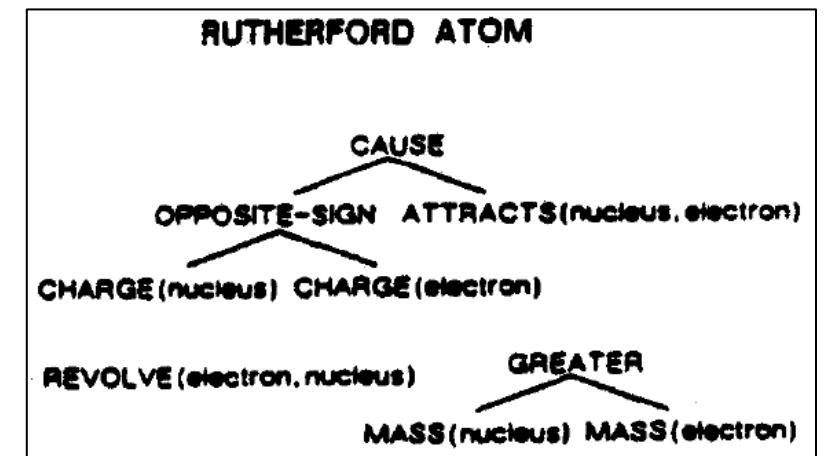 RUTHERFORD ATOM
CAUSE
OPPOSITE-SIGN ATTRACTS(nucleus, electron)
CHARGE(nucleus) CHARGE(electron)
REVOLVE(electron, nucleus)
GREATER
MASS(nucleus) MASS(electron)